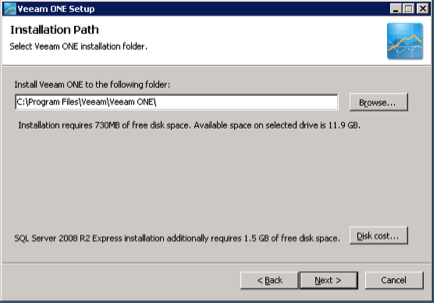 Veeam ONE Setup
Installation Path
Select Veeam ONE installation folder.
Install Veeam ONE to the following folder:
C:\Program Files\Veeam\Veeam ONE\
Browse...
Installation requires 730MB of free disk space. Available space on selected drive is 11.9 GB.
SQL Server 2008 R2 Express installation additionally requires 1.5 GB of free disk space.
Disk cost...
< Back
Next >
Cancel